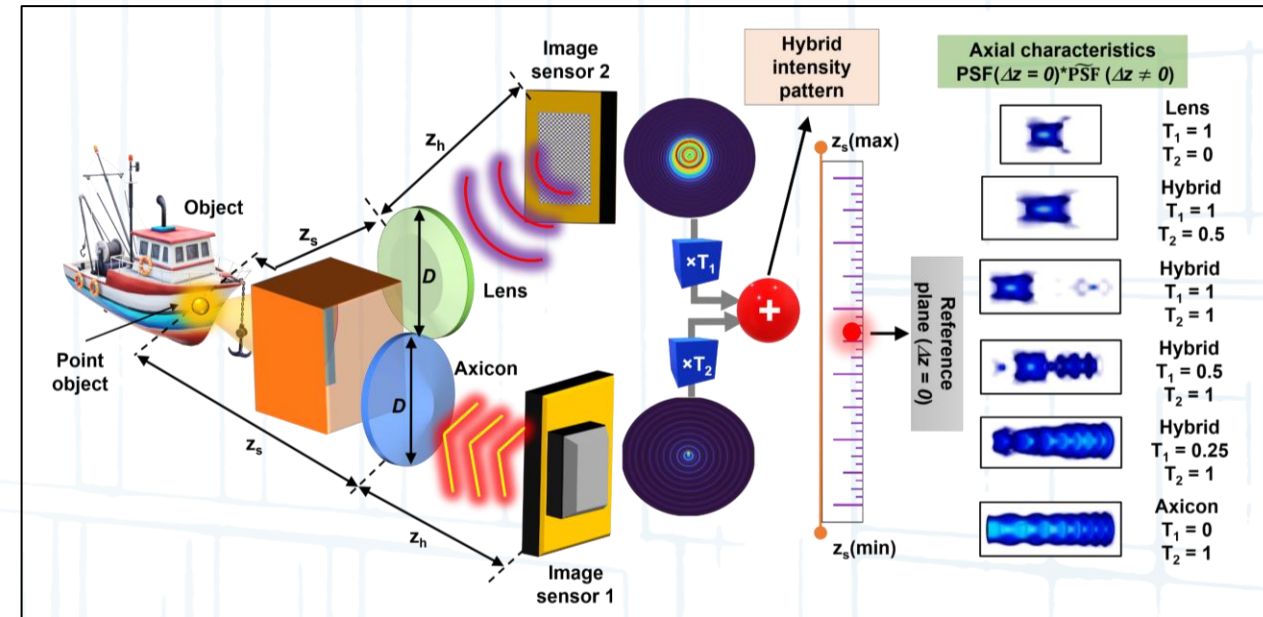 Image
sensor 2
Hybrid
intensity
pattern
Axial characteristics
PSF(Δz = 0)*P͠S͠F͠ (Δz ≠ 0)
z_h
Object
z_s
D
Lens
Point
object
Axicon
D
z_s
z_h
Image
sensor 1
×T₁
+
×T₂
z_s(max)
Reference
plane (Δz = 0)
z_s(min)
Lens
T₁ = 1
T₂ = 0
Hybrid
T₁ = 1
T₂ = 0.5
Hybrid
T₁ = 1
T₂ = 1
Hybrid
T₁ = 0.5
T₂ = 1
Hybrid
T₁ = 0.25
T₂ = 1
Axicon
T₁ = 0
T₂ = 1